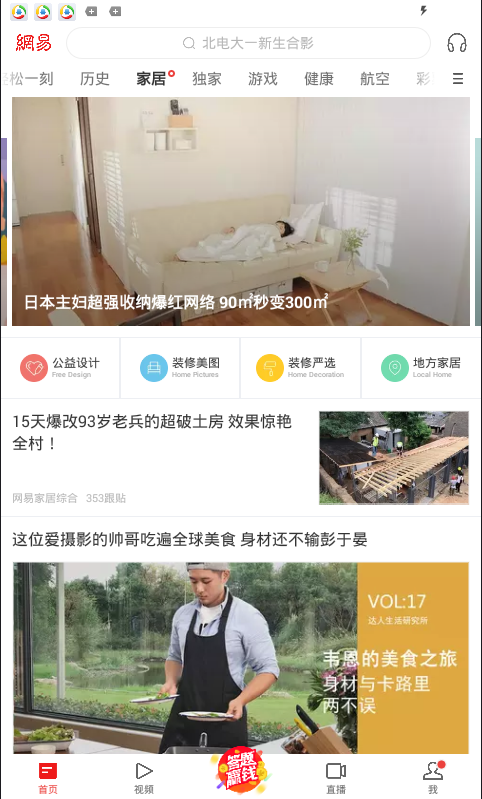 網易
北电大一新生合影
松一刻 历史 家居 独家 游戏 健康 航空 彩
日本主妇超强收纳爆红网络 90㎡秒变300㎡
公益设计
Free Design
装修美图
Home Pictures
装修严选
Home Decoration
地方家居
Local Home
15天爆改93岁老兵的超破土房 效果惊艳
全村！
网易家居综合 353跟贴
这位爱摄影的帅哥吃遍全球美食 身材还不输彭于晏
VOL:17
达人生活研究所
韦恩的美食之旅
身材与卡路里
两不误
答题
赢钱
首页
视频
直播
我